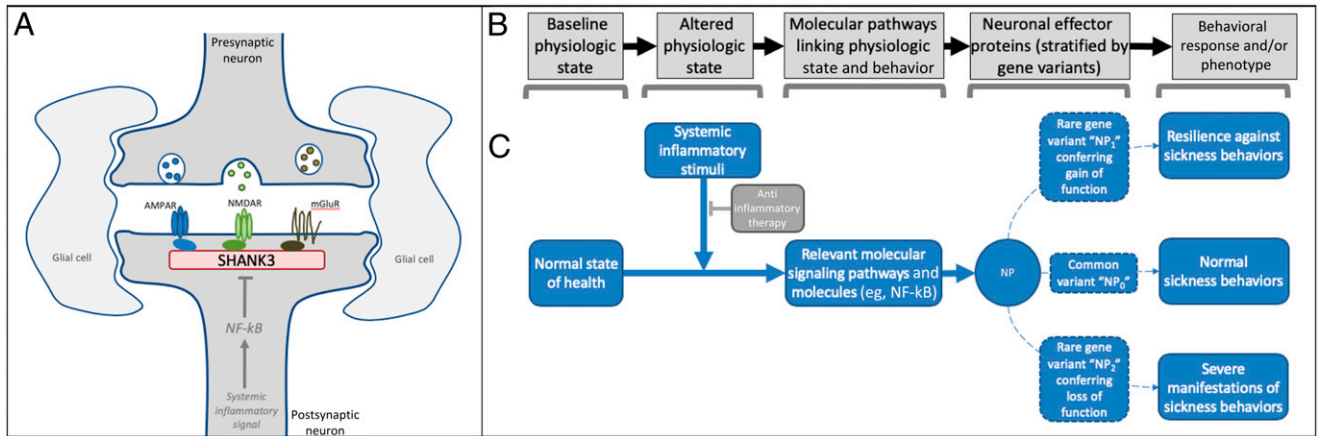 A
Presynaptic
neuron
AMPAR
NMDAR
mGluR
Glial cell
Glial cell
SHANK3
NF-kB
Systemic
inflammatory
signal
Postsynaptic
neuron
B
Baseline
physiologic
state
Altered
physiologic
state
Molecular pathways
linking physiologic
state and behavior
Neuronal effector
proteins (stratified by
gene variants)
Behavioral
response and/or
phenotype
C
Systemic
inflammatory
stimuli
Anti
inflammatory
therapy
Normal state
of health
Relevant molecular
signaling pathways and
molecules (eg, NF-kB)
NP
Rare gene
variant "NP₁"
conferring
gain of
function
Resilience against
sickness behaviors
Common
variant "NP₀"
Normal
sickness behaviors
Rare gene
variant "NP₂"
conferring
loss of
function
Severe
manifestations of
sickness behaviors